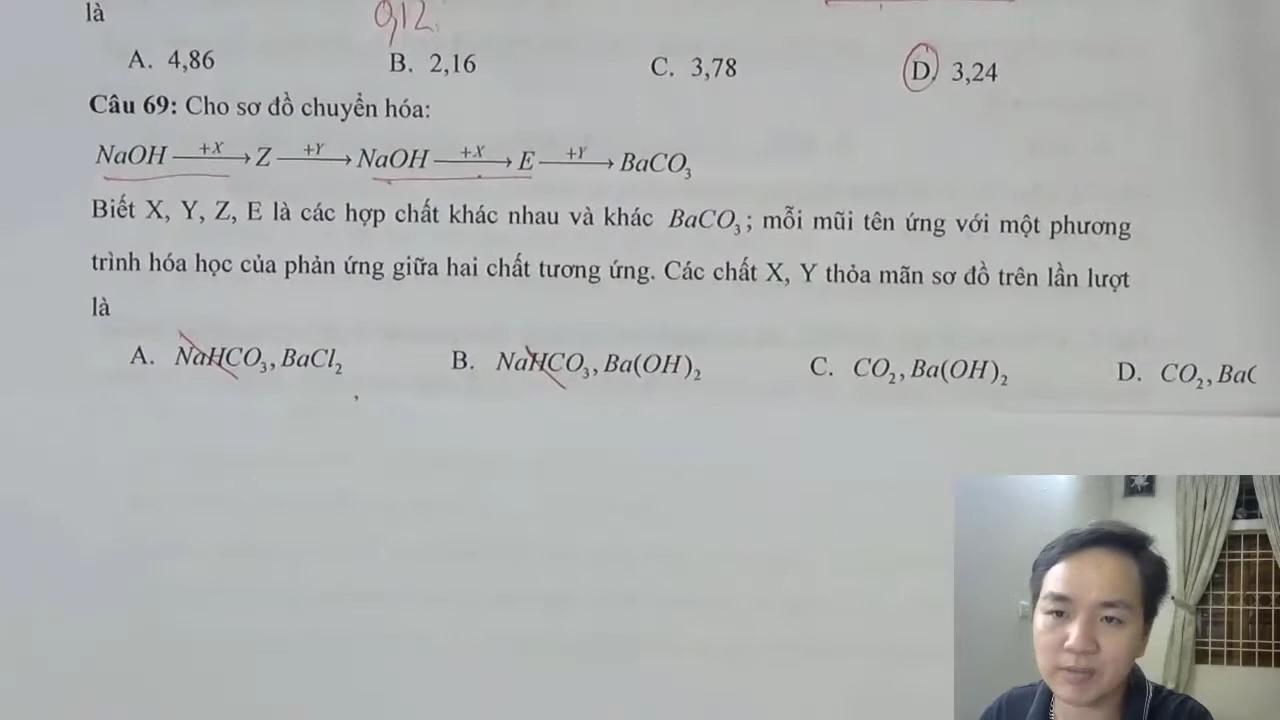 là
9,12.
A. 4,86 B. 2,16 C. 3,78 D. 3,24
Câu 69: Cho sơ đồ chuyển hóa:
NaOH —+X→ Z —+Y→ NaOH —+X→ E —+Y→ BaCO₃
Biết X, Y, Z, E là các hợp chất khác nhau và khác BaCO₃; mỗi mũi tên ứng với một phương
trình hóa học của phản ứng giữa hai chất tương ứng. Các chất X, Y thỏa mãn sơ đồ trên lần lượt
là
A. NaHCO₃, BaCl₂ B. NaHCO₃, Ba(OH)₂ C. CO₂, Ba(OH)₂ D. CO₂, Ba(